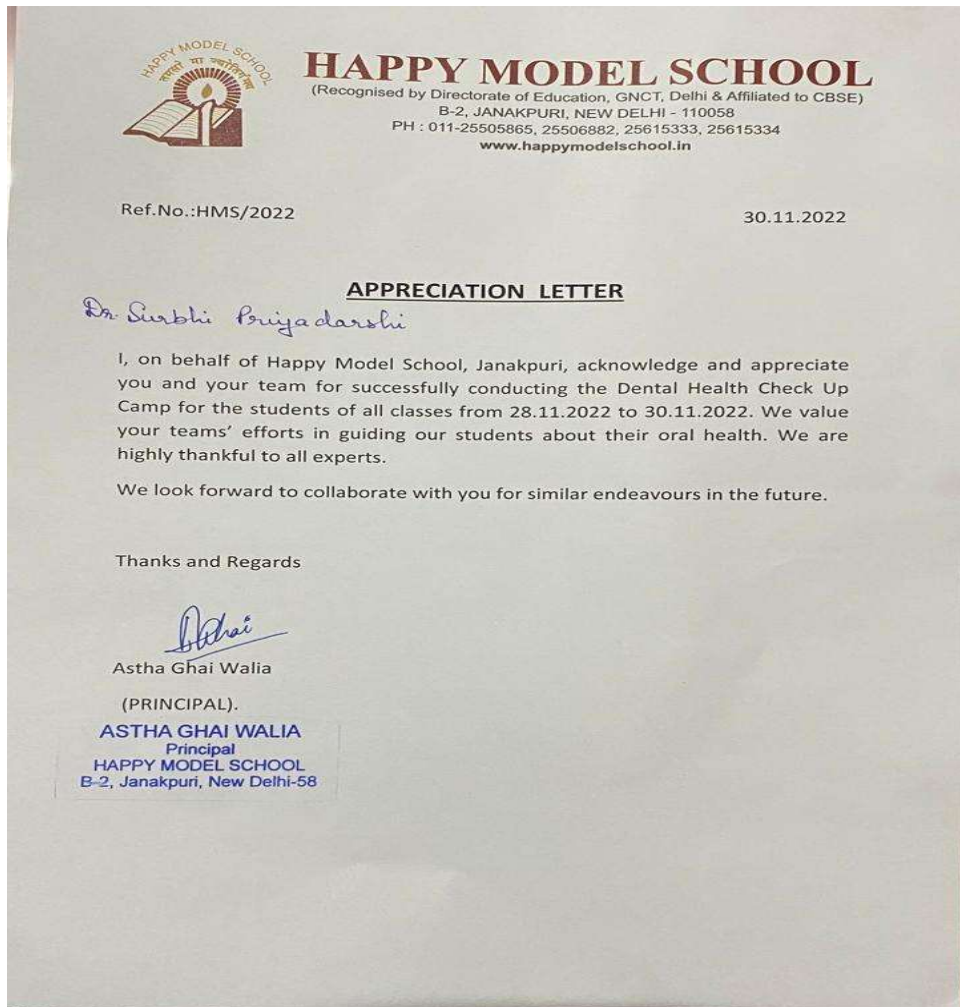 HAPPY MODEL SCHOOL
तमसो मा ज्योतिर्गमय
HAPPY MODEL SCHOOL
(Recognised by Directorate of Education, GNCT, Delhi & Affiliated to CBSE)
B-2, JANAKPURI, NEW DELHI - 110058
PH : 011-25505865, 25506882, 25615333, 25615334
www.happymodelschool.in
Ref.No.:HMS/2022
30.11.2022
APPRECIATION LETTER
Dr. Surbhi Priyadarshi
I, on behalf of Happy Model School, Janakpuri, acknowledge and appreciate
you and your team for successfully conducting the Dental Health Check Up
Camp for the students of all classes from 28.11.2022 to 30.11.2022. We value
your teams' efforts in guiding our students about their oral health. We are
highly thankful to all experts.
We look forward to collaborate with you for similar endeavours in the future.
Thanks and Regards
Astha Ghai Walia
(PRINCIPAL).
ASTHA GHAI WALIA
Principal
HAPPY MODEL SCHOOL
B-2, Janakpuri, New Delhi-58